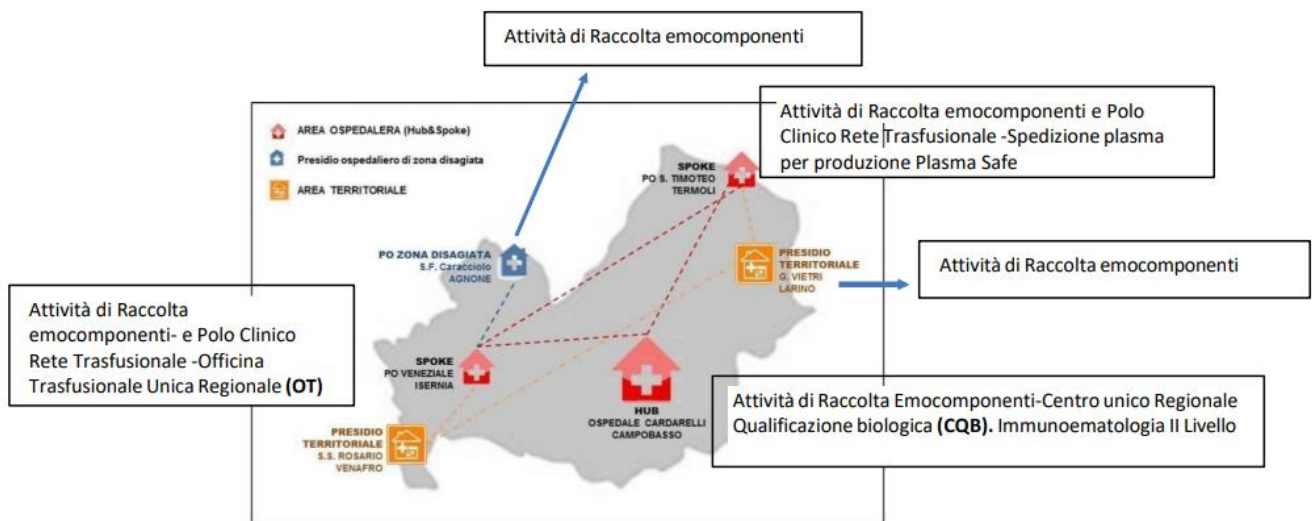 Attività di Raccolta emocomponenti
Attività di Raccolta emocomponenti e Polo
Clinico Rete Trasfusionale -Spedizione plasma
per produzione Plasma Safe
AREA OSPEDALERA (Hub&Spoke)
Presidio ospedaliero di zona disagiata
AREA TERRITORIALE
SPOKE
PO S. TIMOTEO
TERMOLI
PO ZONA DISAGIATA
S.F. Caracciolo
AGNONE
PRESIDIO
TERRITORIALE
G. VIETRI
LARINO
Attività di Raccolta emocomponenti
Attività di Raccolta
emocomponenti- e Polo Clinico
Rete Trasfusionale -Officina
Trasfusionale Unica Regionale (OT)
SPOKE
PO VENEZIALE
ISERNIA
HUB
OSPEDALE CARDARELLI
CAMPOBASSO
Attività di Raccolta Emocomponenti-Centro unico Regionale
Qualificazione biologica (CQB). Immunoematologia II Livello
PRESIDIO
TERRITORIALE
S.S. ROSARIO
VENAFRO